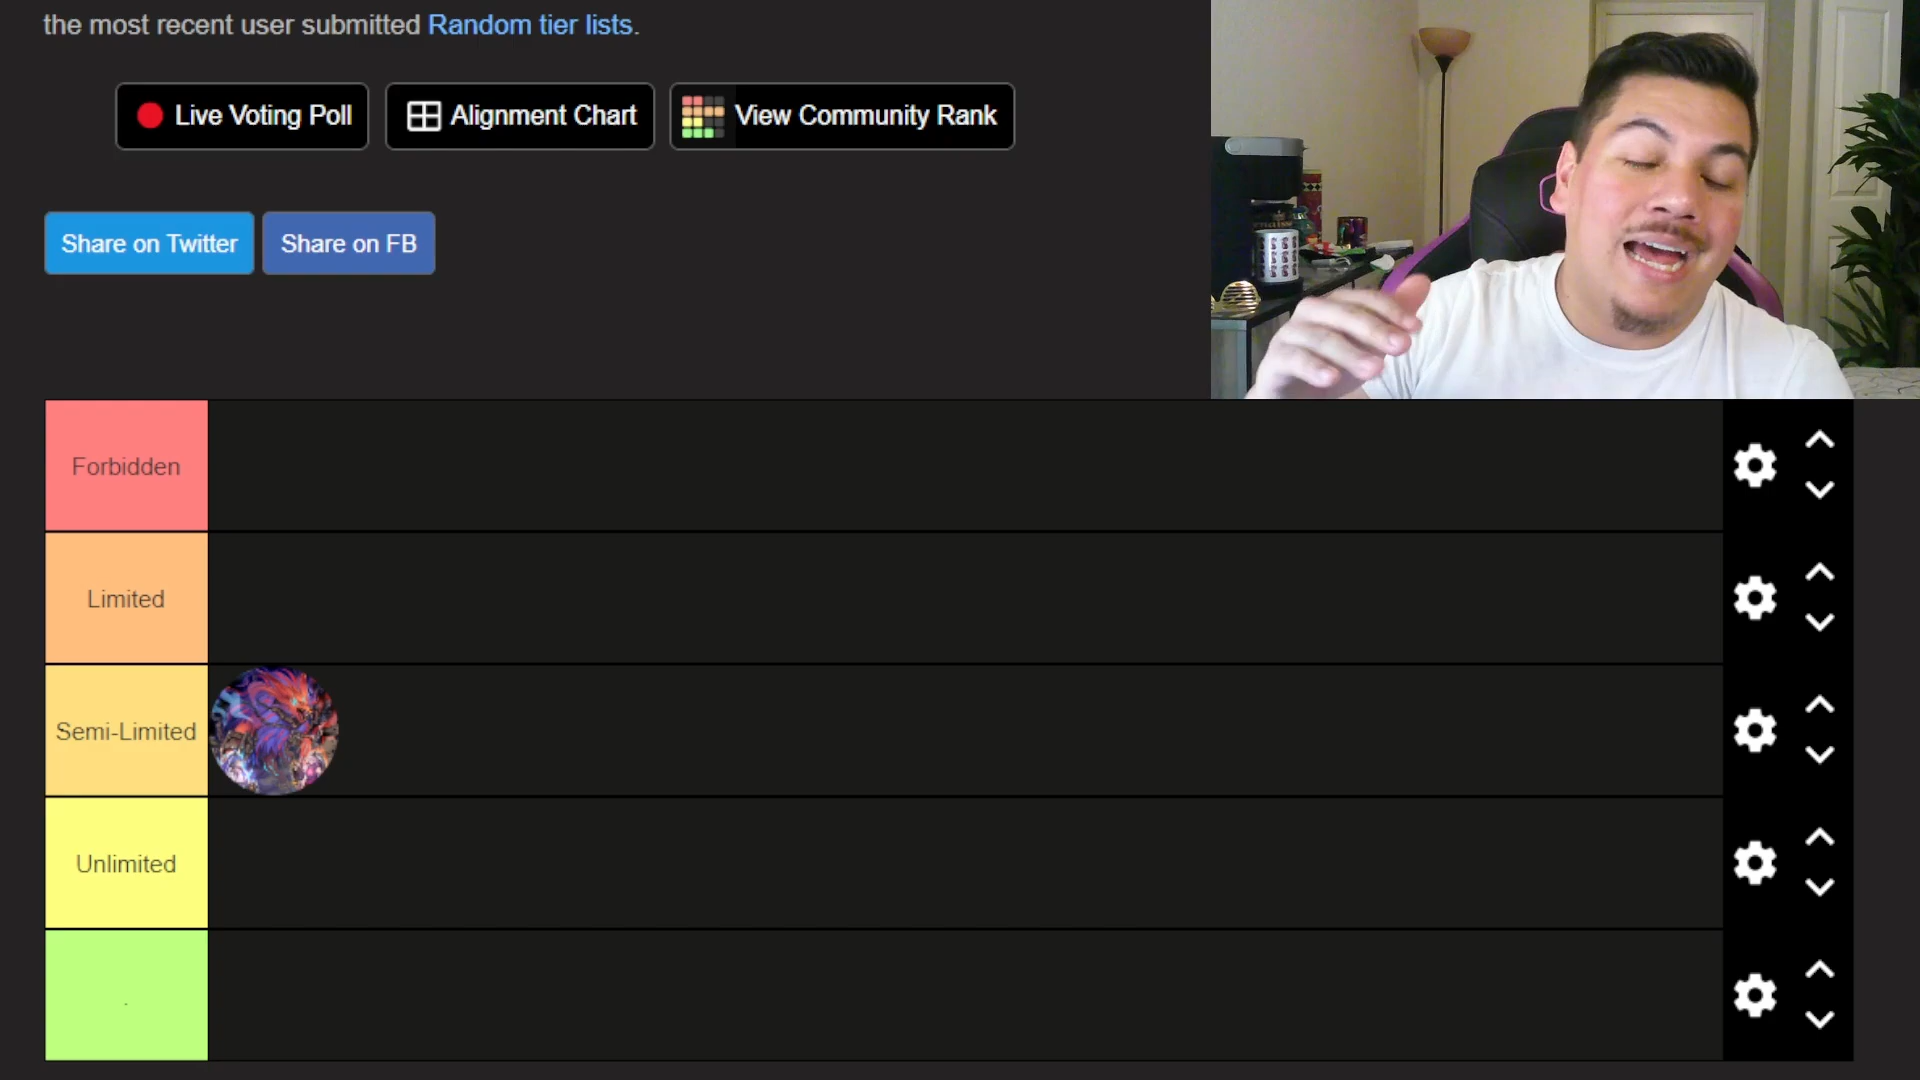 the most recent user submitted Random tier lists.
Live Voting Poll
Alignment Chart
View Community Rank
Share on Twitter
Share on FB
Forbidden
Limited
Semi-Limited
Unlimited
.